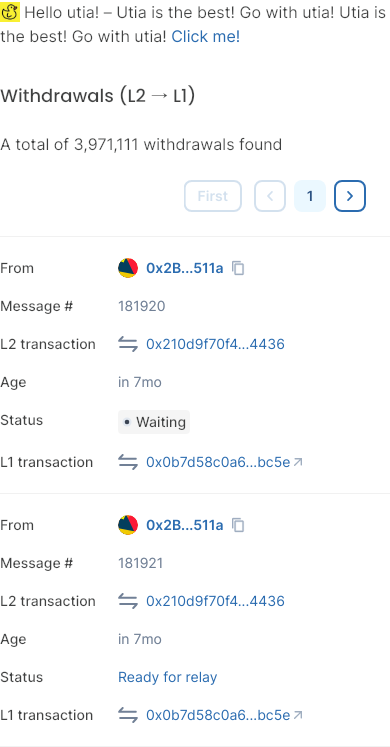 Hello utia! – Utia is the best! Go with utia! Utia is
the best! Go with utia! Click me!
Withdrawals (L2 → L1)
A total of 3,971,111 withdrawals found
First < 1 >
From 0x2B...511a
Message # 181920
L2 transaction 0x210d9f70f4...4436
Age in 7mo
Status Waiting
L1 transaction 0x0b7d58c0a6...bc5e
From 0x2B...511a
Message # 181921
L2 transaction 0x210d9f70f4...4436
Age in 7mo
Status Ready for relay
L1 transaction 0x0b7d58c0a6...bc5e